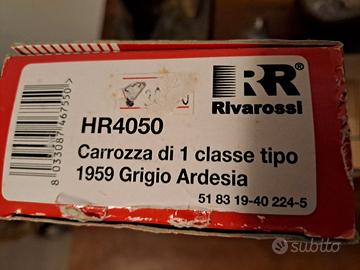 RR
Rivarossi
HR4050
Carrozza di 1 classe tipo
1959 Grigio Ardesia
51 83 19-40 224-5
8 033087 467550
subito